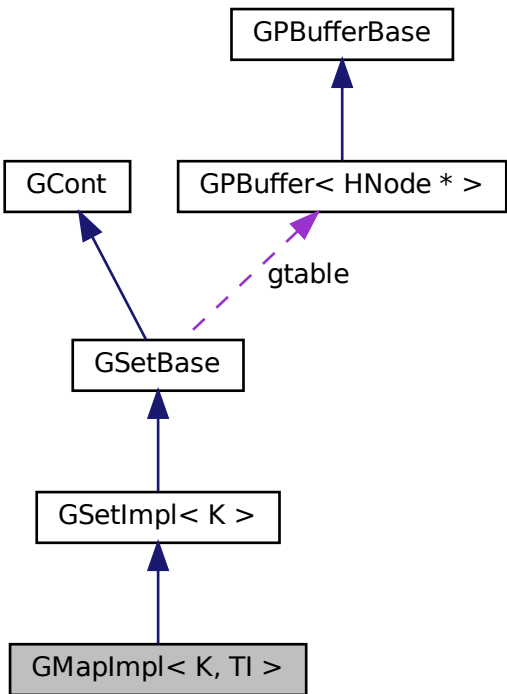 GPBufferBase
GCont
GPBuffer< HNode * >
gtable
GSetBase
GSetImpl< K >
GMapImpl< K, TI >